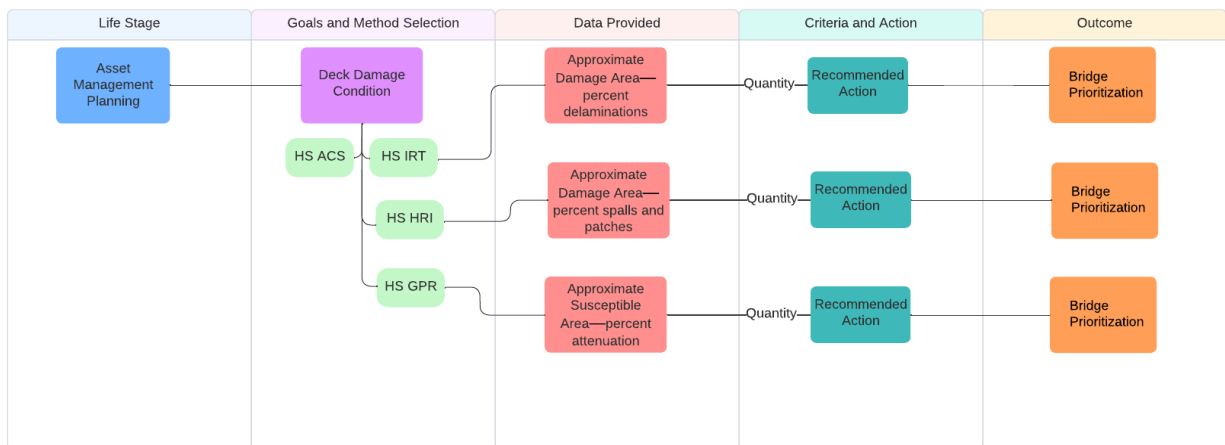 Life Stage
Goals and Method Selection
Data Provided
Criteria and Action
Outcome
Asset
Management
Planning
Deck Damage
Condition
HS ACS
HS IRT
HS HRI
HS GPR
Approximate
Damage Area—
percent
delaminations
Quantity
Recommended
Action
Bridge
Prioritization
Approximate
Damage Area—
percent spalls and
patches
Quantity
Recommended
Action
Bridge
Prioritization
Approximate
Susceptible
Area—percent
attenuation
Quantity
Recommended
Action
Bridge
Prioritization